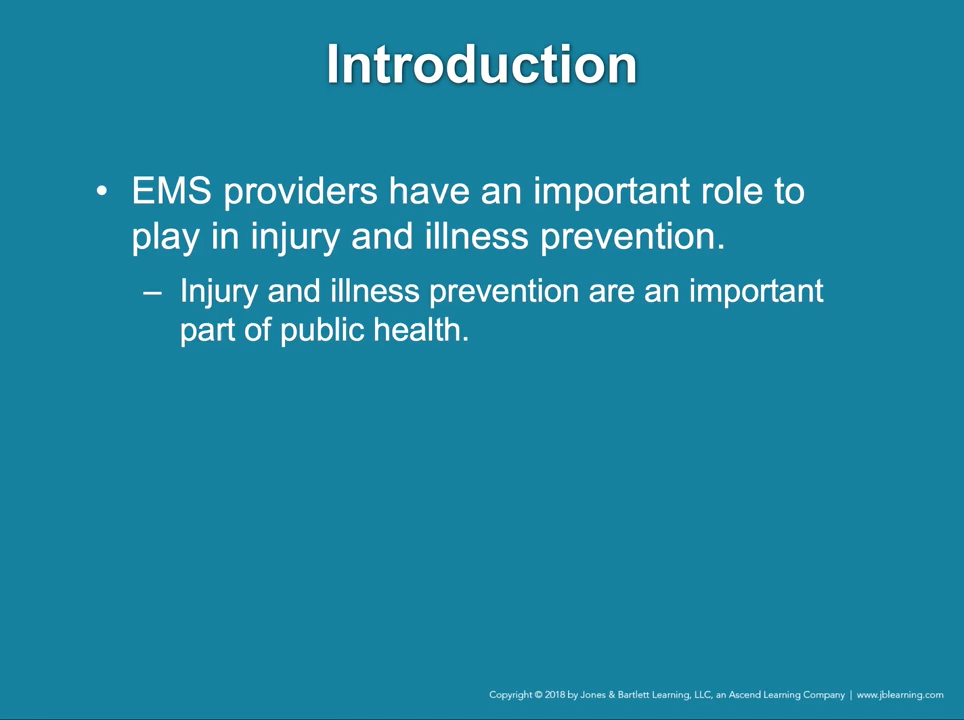 Introduction
• EMS providers have an important role to
play in injury and illness prevention.
– Injury and illness prevention are an important
part of public health.
Copyright © 2018 by Jones & Bartlett Learning, LLC, an Ascend Learning Company | www.jblearning.com